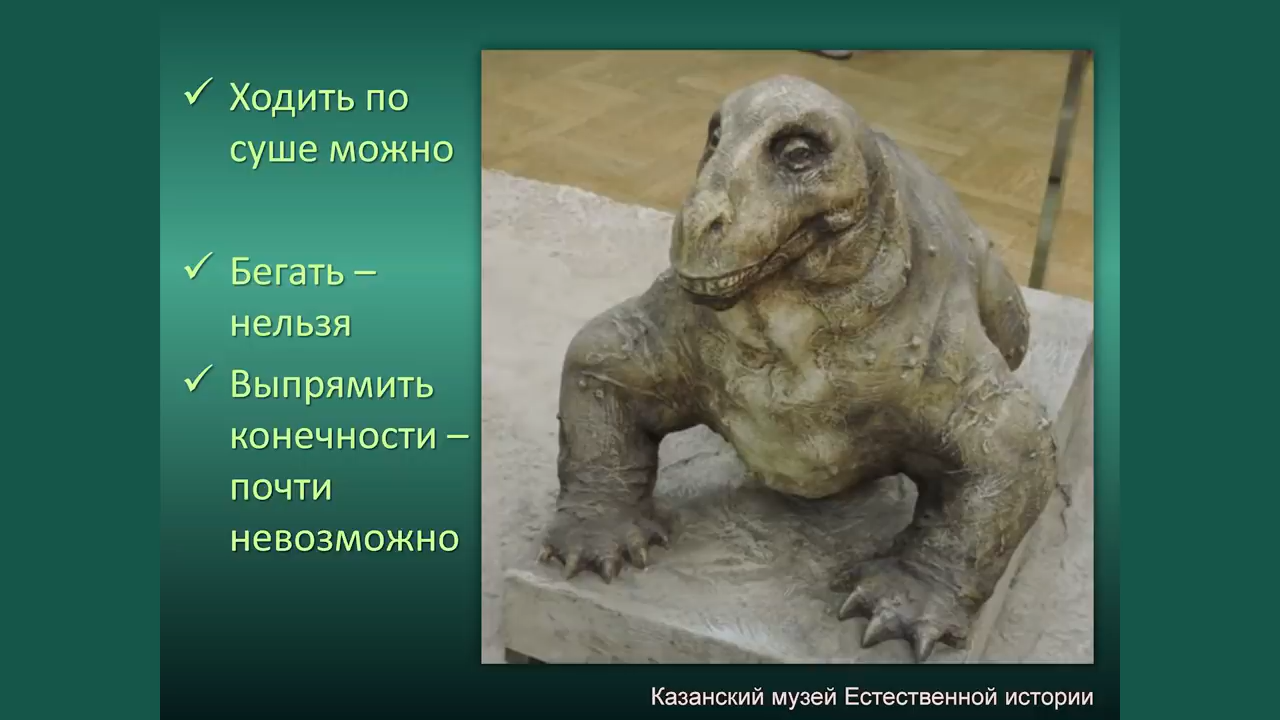 ✓ Ходить по
суше можно
✓ Бегать –
нельзя
✓ Выпрямить
конечности –
почти
невозможно
Казанский музей Естественной истории